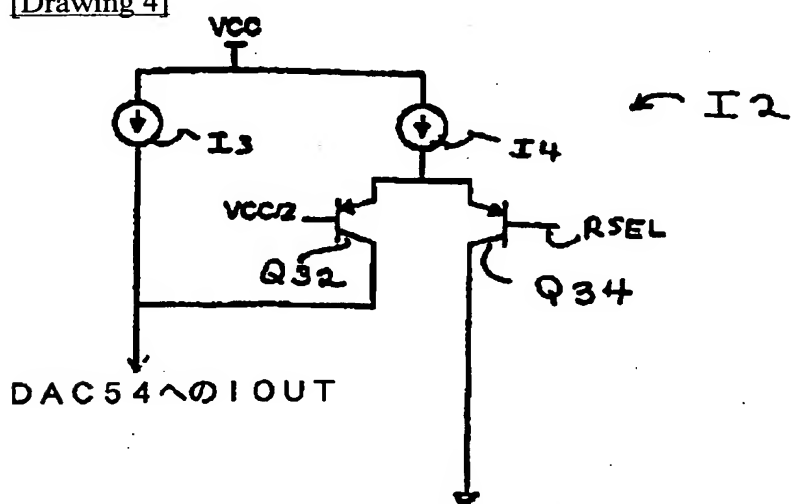 [Drawing 4]
VCC
I2
I3
I4
VCC/2
RSEL
Q32
Q34
DAC54へのIOUT